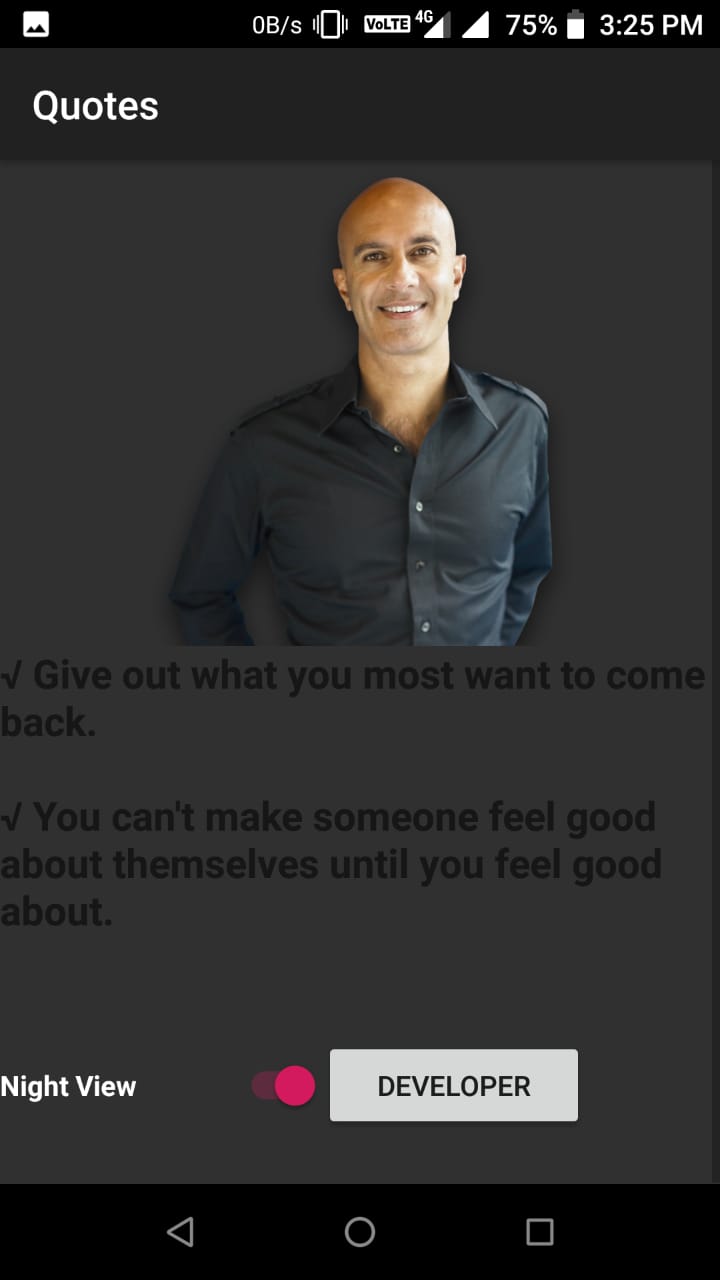 0B/s VoLTE 4G 75% 3:25 PM
Quotes
√ Give out what you most want to come
back.
√ You can't make someone feel good
about themselves until you feel good
about.
Night View DEVELOPER